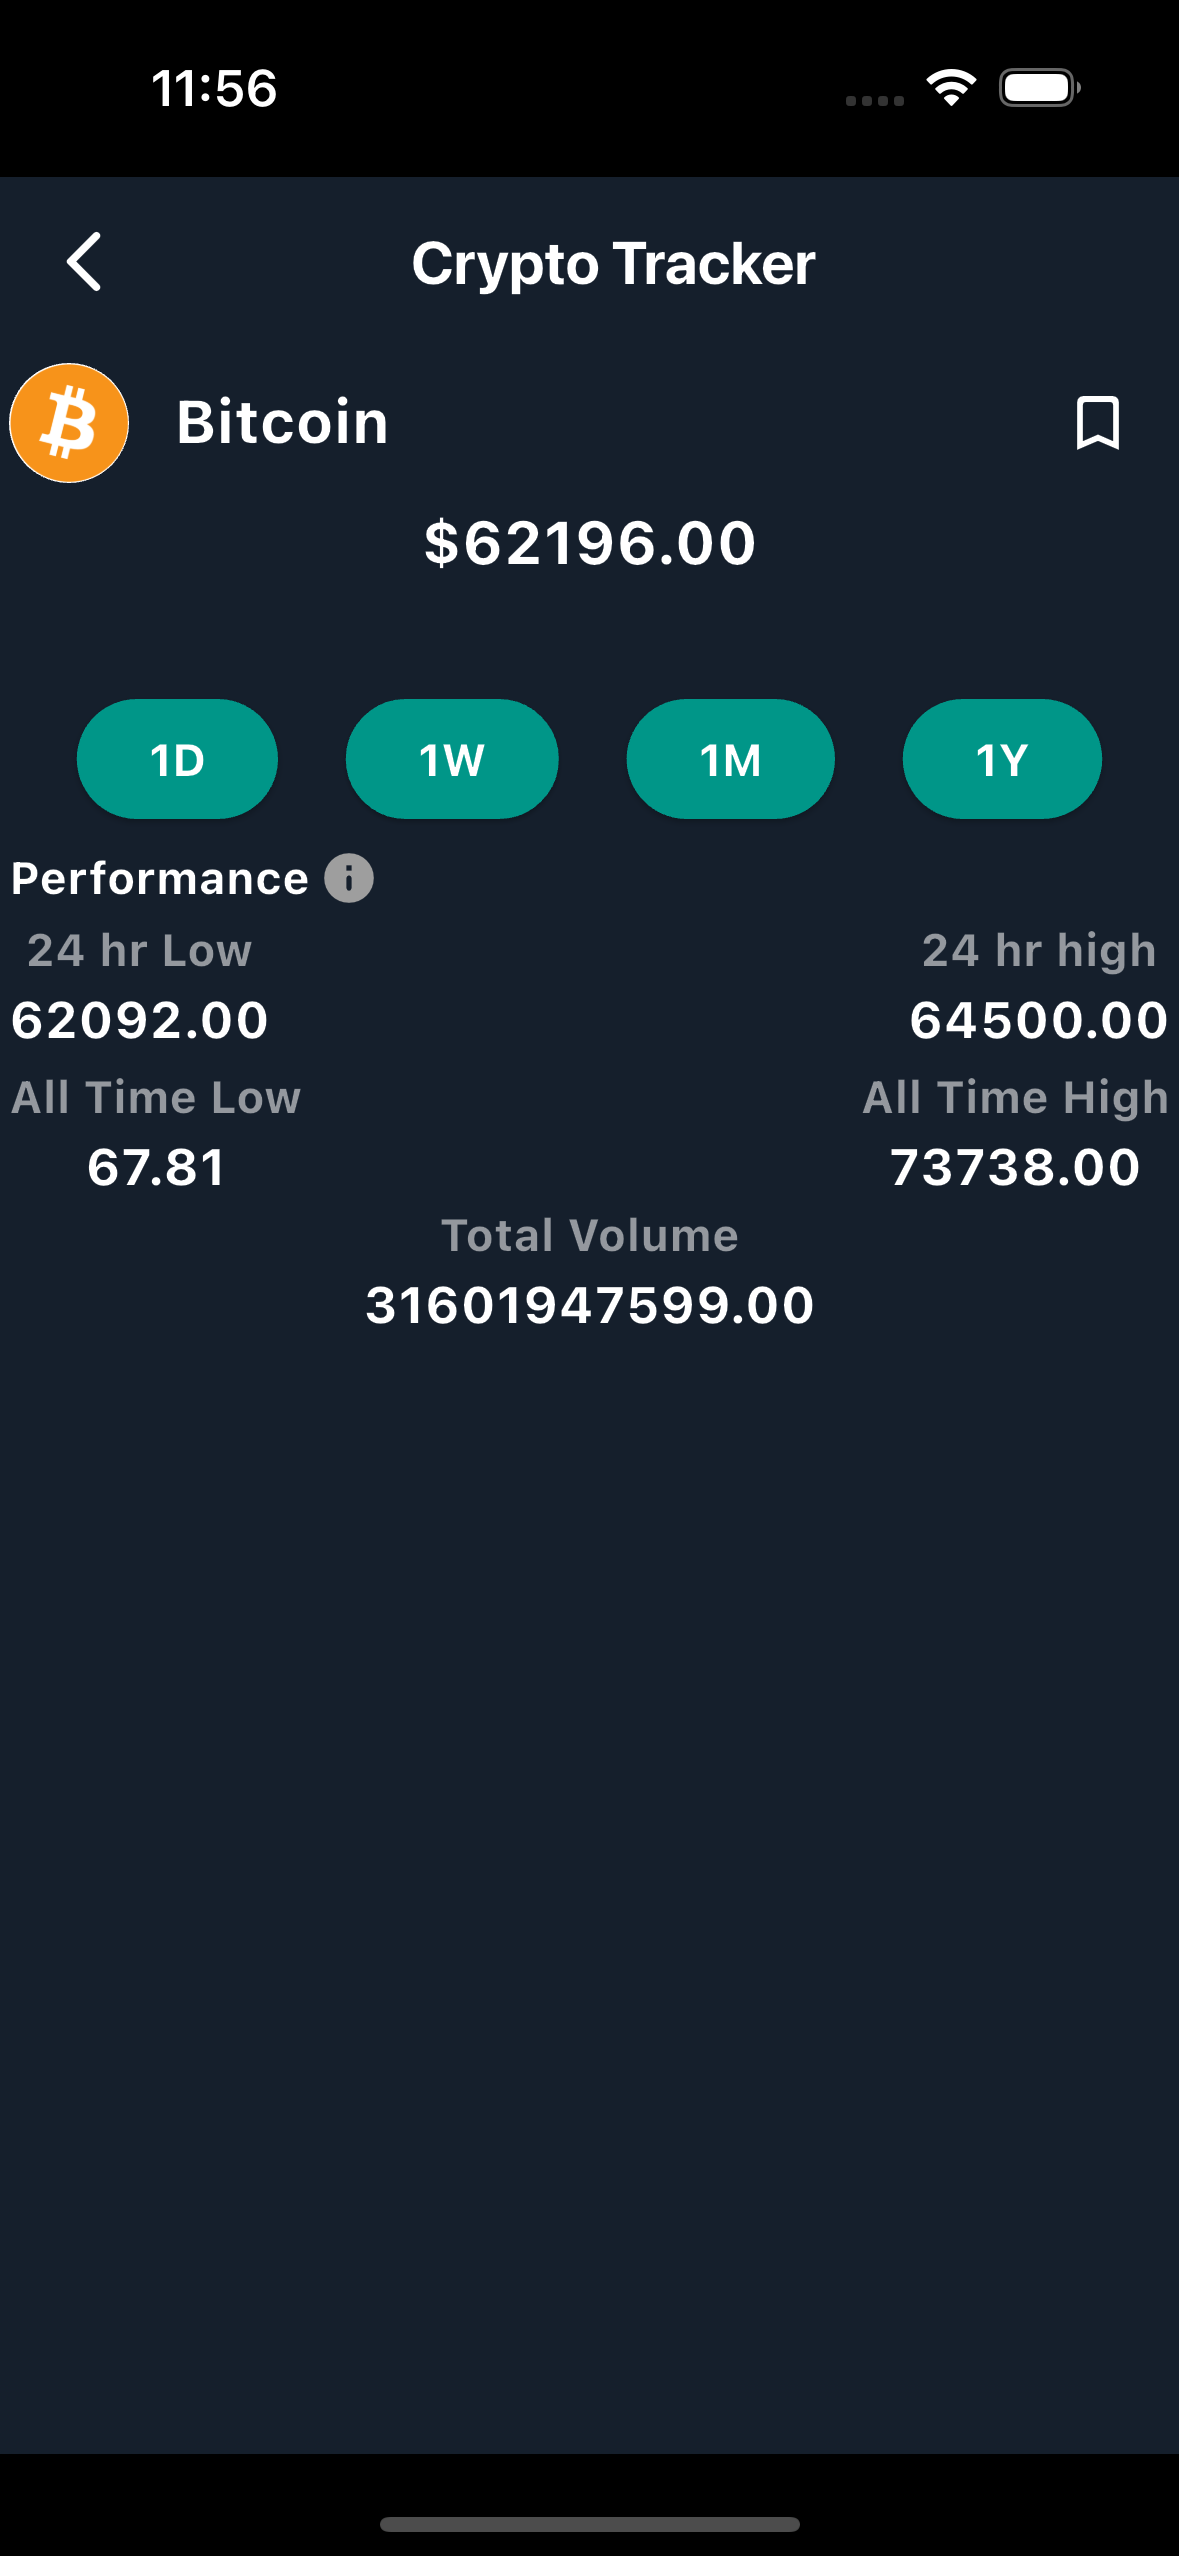 11:56
Crypto Tracker
Bitcoin
$62196.00
1D 1W 1M 1Y
Performance
24 hr Low 24 hr high
62092.00 64500.00
All Time Low All Time High
67.81 73738.00
Total Volume
31601947599.00